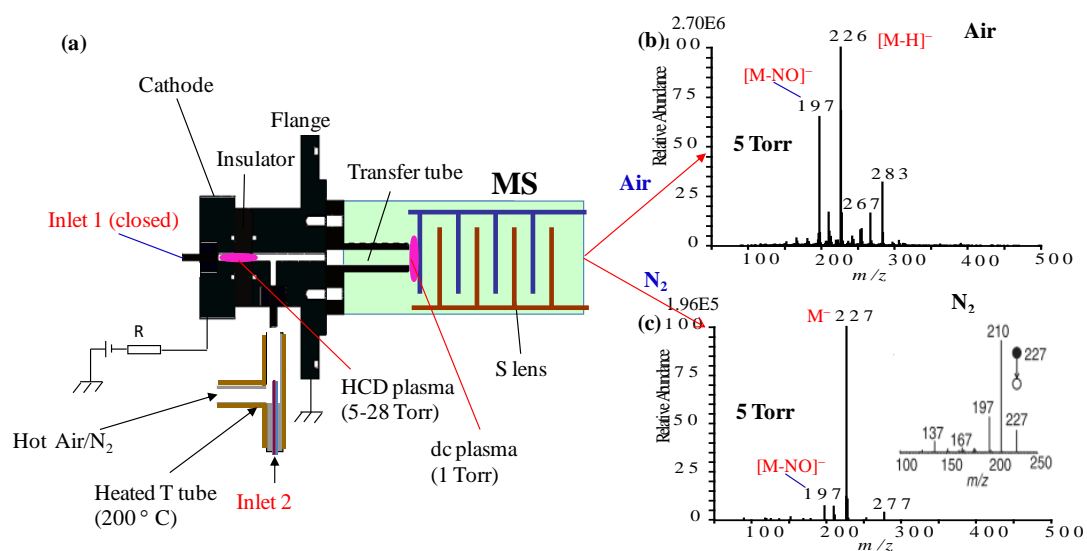 (a)
Cathode
Flange
Insulator
Transfer tube
MS
Inlet 1 (closed)
Air
N₂
R
S lens
HCD plasma
(5-28 Torr)
dc plasma
(1 Torr)
Hot Air/N₂
Heated T tube
(200 ° C)
Inlet 2
(b)
2.70E6
Air
226
[M-H]⁻
[M-NO]⁻
197
5 Torr
283
267
Relative Abundance
100
75
50
25
0
100 200 300 400 500
m/z
(c)
1.96E5
N₂
M⁻ 227
5 Torr
[M-NO]⁻
197
277
Relative Abundance
100
75
50
25
0
100 200 300 400 500
m/z
210
227
197
227
137
167
100 150 200 250
m/z